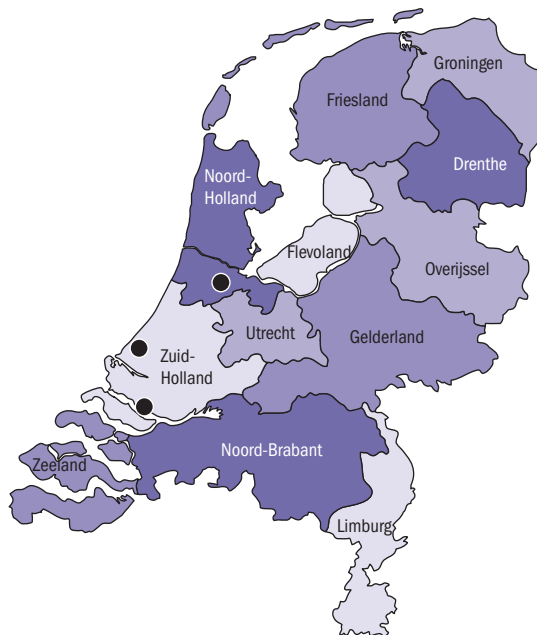 Groningen
Friesland
Drenthe
Noord-
Holland
Flevoland
Overijssel
Utrecht
Gelderland
Zuid-
Holland
Noord-Brabant
Zeeland
Limburg